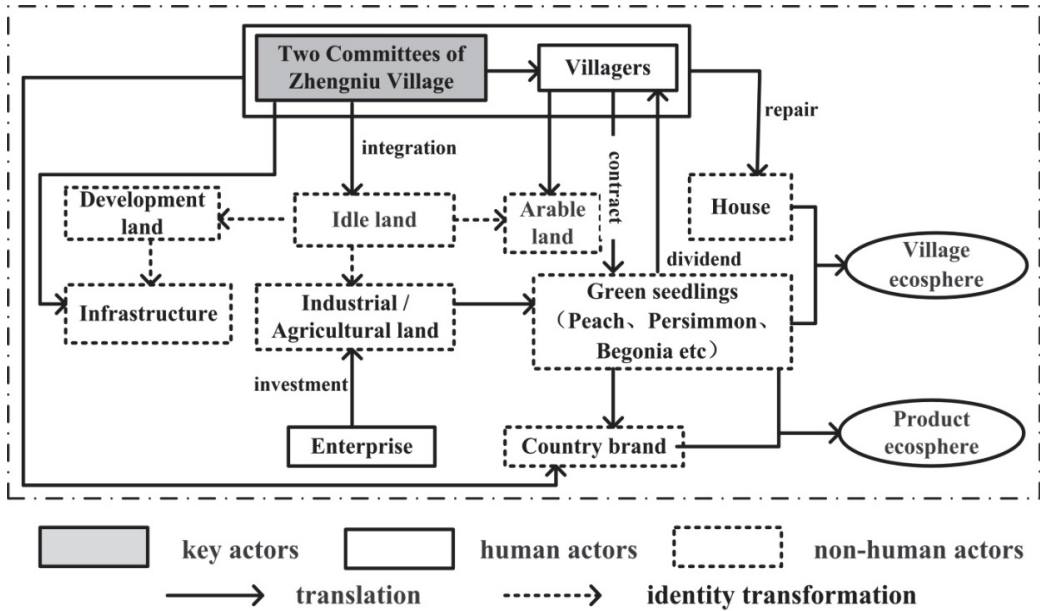 Two Committees of
Zhengniu Village
Villagers
repair
integration
contract
Development
land
Idle land
Arable
land
House
Village
ecosphere
dividend
Infrastructure
Industrial /
Agricultural land
Green seedlings
（Peach、Persimmon、
Begonia etc）
investment
Enterprise
Country brand
Product
ecosphere
key actors
human actors
non-human actors
translation
identity transformation